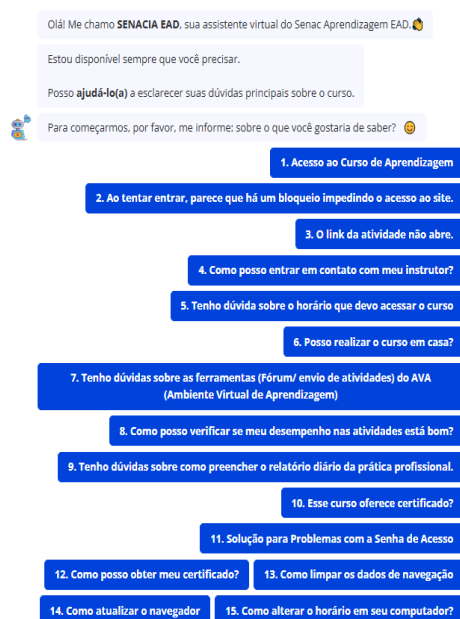 Olá! Me chamo SENACIA EAD, sua assistente virtual do Senac Aprendizagem EAD.
Estou disponível sempre que você precisar.
Posso ajudá-lo(a) a esclarecer suas dúvidas principais sobre o curso.
Para começarmos, por favor, me informe: sobre o que você gostaria de saber?
1. Acesso ao Curso de Aprendizagem
2. Ao tentar entrar, parece que há um bloqueio impedindo o acesso ao site.
3. O link da atividade não abre.
4. Como posso entrar em contato com meu instrutor?
5. Tenho dúvida sobre o horário que devo acessar o curso
6. Posso realizar o curso em casa?
7. Tenho dúvidas sobre as ferramentas (Fórum/ envio de atividades) do AVA
(Ambiente Virtual de Aprendizagem)
8. Como posso verificar se meu desempenho nas atividades está bom?
9. Tenho dúvidas sobre como preencher o relatório diário da prática profissional.
10. Esse curso oferece certificado?
11. Solução para Problemas com a Senha de Acesso
12. Como posso obter meu certificado?
13. Como limpar os dados de navegação
14. Como atualizar o navegador
15. Como alterar o horário em seu computador?